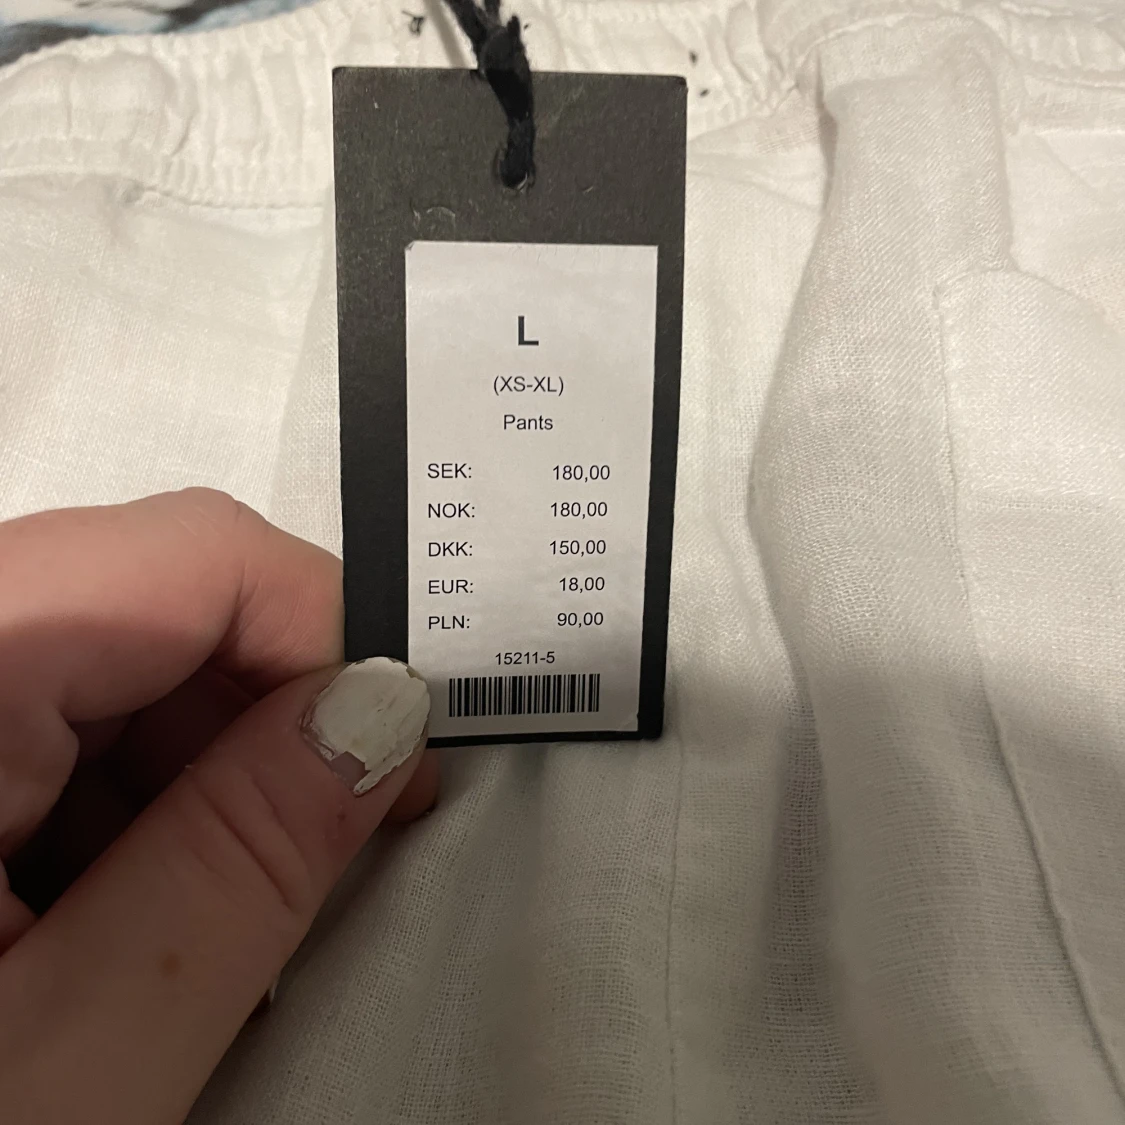 L
(XS-XL)
Pants
SEK: 180,00
NOK: 180,00
DKK: 150,00
EUR: 18,00
PLN: 90,00
15211-5